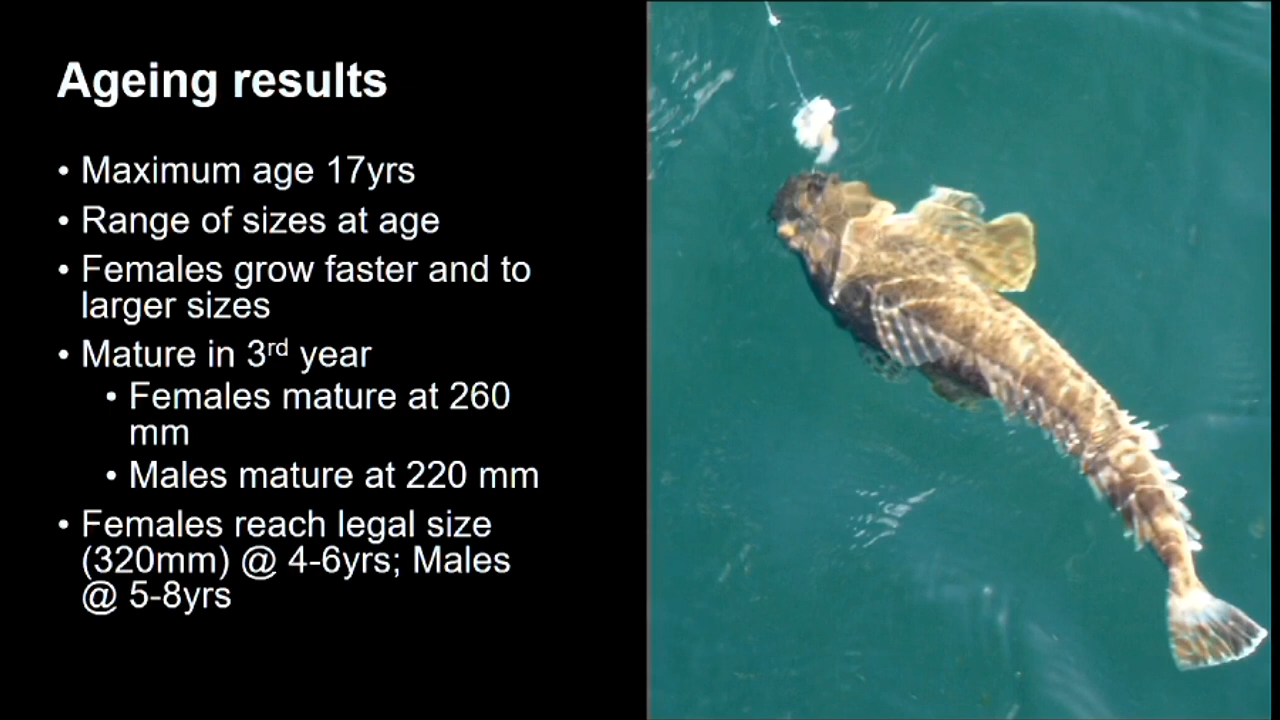 Ageing results
• Maximum age 17yrs
• Range of sizes at age
• Females grow faster and to
larger sizes
• Mature in 3rd year
• Females mature at 260
mm
• Males mature at 220 mm
• Females reach legal size
(320mm) @ 4-6yrs; Males
@ 5-8yrs